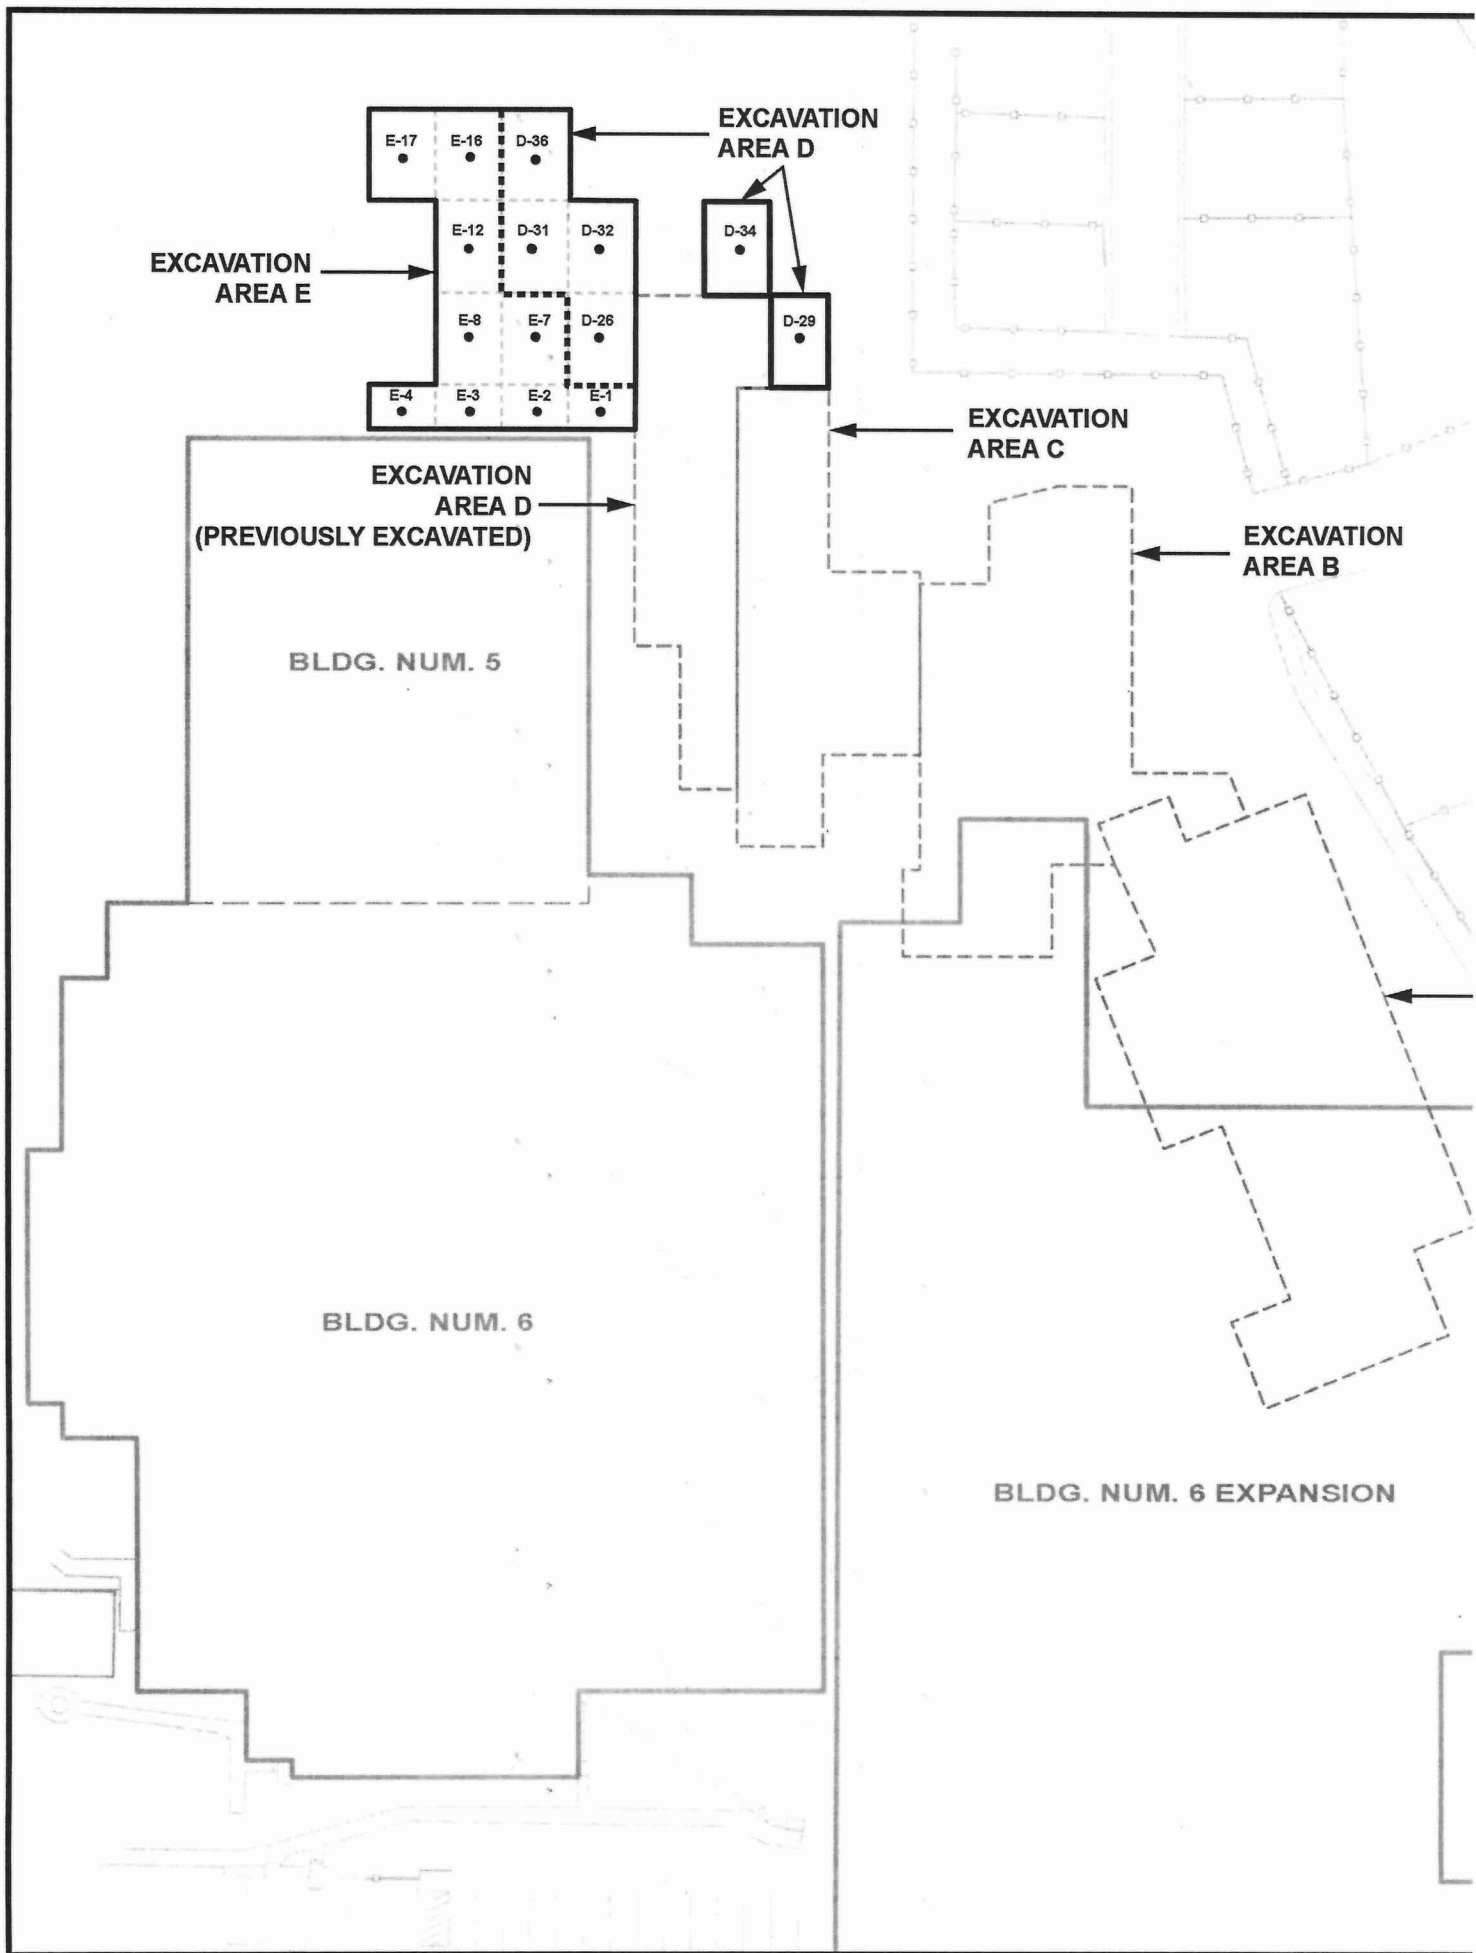 EXCAVATION
AREA D
E-17
E-16
D-36
E-12
D-31
D-32
D-34
EXCAVATION
AREA E
E-8
E-7
D-26
D-29
E-4
E-3
E-2
E-1
EXCAVATION
AREA C
EXCAVATION
AREA D
(PREVIOUSLY EXCAVATED)
EXCAVATION
AREA B
BLDG. NUM. 5
BLDG. NUM. 6
BLDG. NUM. 6 EXPANSION